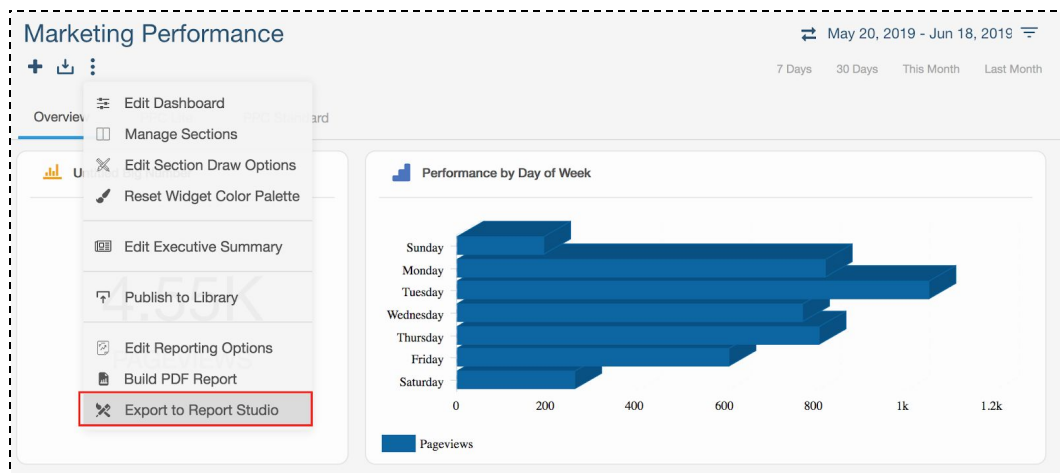 Marketing Performance
May 20, 2019 - Jun 18, 2019
7 Days 30 Days This Month Last Month
Overview
Edit Dashboard
Manage Sections
Edit Section Draw Options
Reset Widget Color Palette
Edit Executive Summary
Publish to Library
4.55K
Edit Reporting Options
Build PDF Report
Export to Report Studio
Performance by Day of Week
Sunday
Monday
Tuesday
Wednesday
Thursday
Friday
Saturday
0 200 400 600 800 1k 1.2k
Pageviews